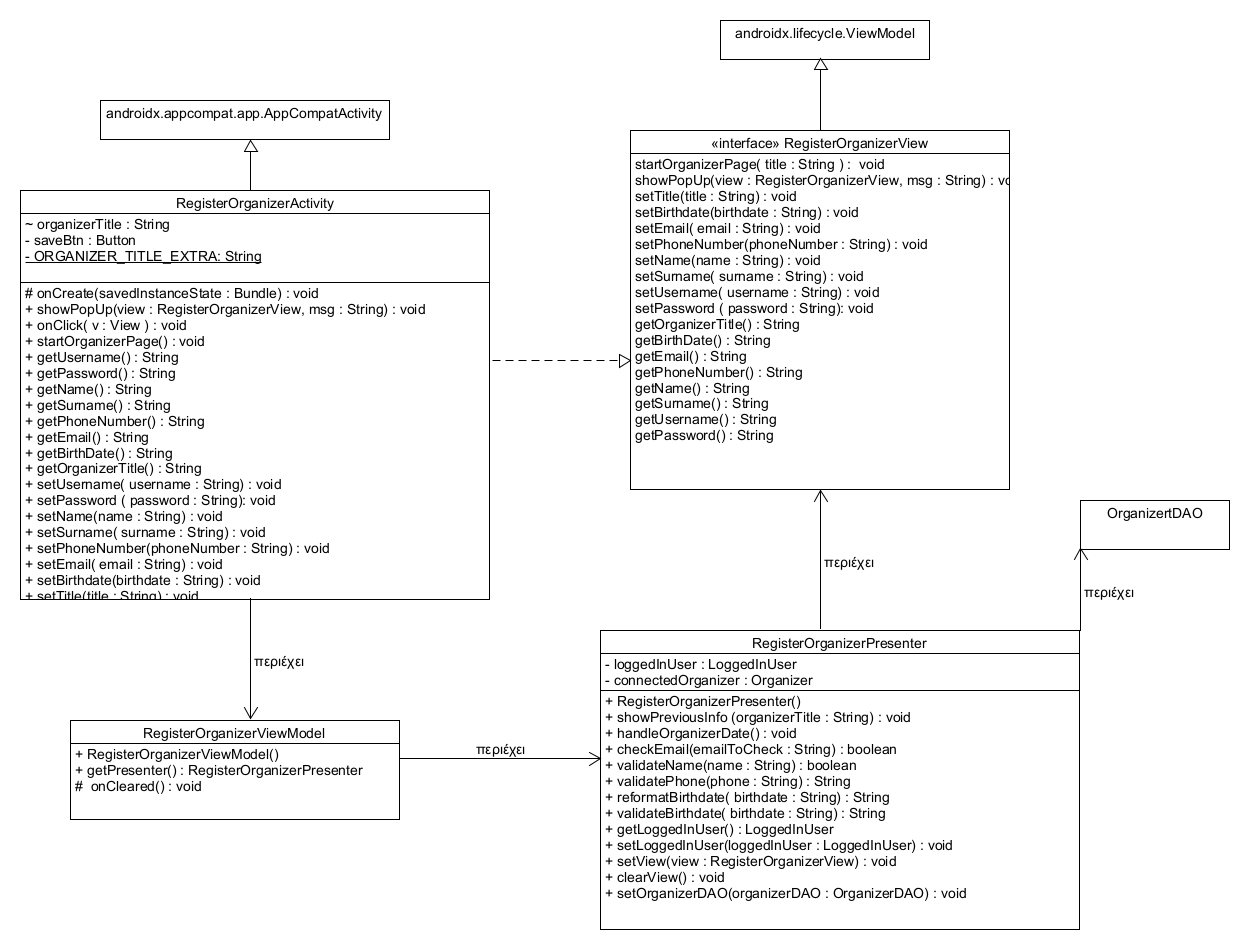 androidx.lifecycle.ViewModel
androidx.appcompat.app.AppCompatActivity
RegisterOrganizerActivity
~ organizerTitle : String
- saveBtn : Button
- ORGANIZER_TITLE_EXTRA: String
# onCreate(savedInstanceState : Bundle) : void
+ showPopUp(view : RegisterOrganizerView, msg : String) : void
+ onClick( v : View ) : void
+ startOrganizerPage() : void
+ getUsername() : String
+ getPassword() : String
+ getName() : String
+ getSurname() : String
+ getPhoneNumber() : String
+ getEmail() : String
+ getBirthDate() : String
+ getOrganizerTitle() : String
+ setUsername( username : String) : void
+ setPassword ( password : String): void
+ setName(name : String) : void
+ setSurname( surname : String) : void
+ setPhoneNumber(phoneNumber : String) : void
+ setEmail( email : String) : void
+ setBirthdate(birthdate : String) : void
+ setTitle(title : String) : void
«interface» RegisterOrganizerView
startOrganizerPage( title : String ) :  void
showPopUp(view : RegisterOrganizerView, msg : String) : vo
setTitle(title : String) : void
setBirthdate(birthdate : String) : void
setEmail( email : String) : void
setPhoneNumber(phoneNumber : String) : void
setName(name : String) : void
setSurname( surname : String) : void
setUsername( username : String) : void
setPassword ( password : String): void
getOrganizerTitle() : String
getBirthDate() : String
getEmail() : String
getPhoneNumber() : String
getName() : String
getSurname() : String
getUsername() : String
getPassword() : String
OrganizertDAO
περιέχει
περιέχει
περιέχει
RegisterOrganizerViewModel
+ RegisterOrganizerViewModel()
+ getPresenter() : RegisterOrganizerPresenter
#  onCleared() : void
περιέχει
RegisterOrganizerPresenter
- loggedInUser : LoggedInUser
- connectedOrganizer : Organizer
+ RegisterOrganizerPresenter()
+ showPreviousInfo (organizerTitle : String) : void
+ handleOrganizerDate() : void
+ checkEmail(emailToCheck : String) : boolean
+ validateName(name : String) : boolean
+ validatePhone(phone : String) : String
+ reformatBirthdate( birthdate : String) : String
+ validateBirthdate( birthdate : String) : String
+ getLoggedInUser() : LoggedInUser
+ setLoggedInUser(loggedInUser : LoggedInUser) : void
+ setView(view : RegisterOrganizerView) : void
+ clearView() : void
+ setOrganizerDAO(organizerDAO : OrganizerDAO) : void